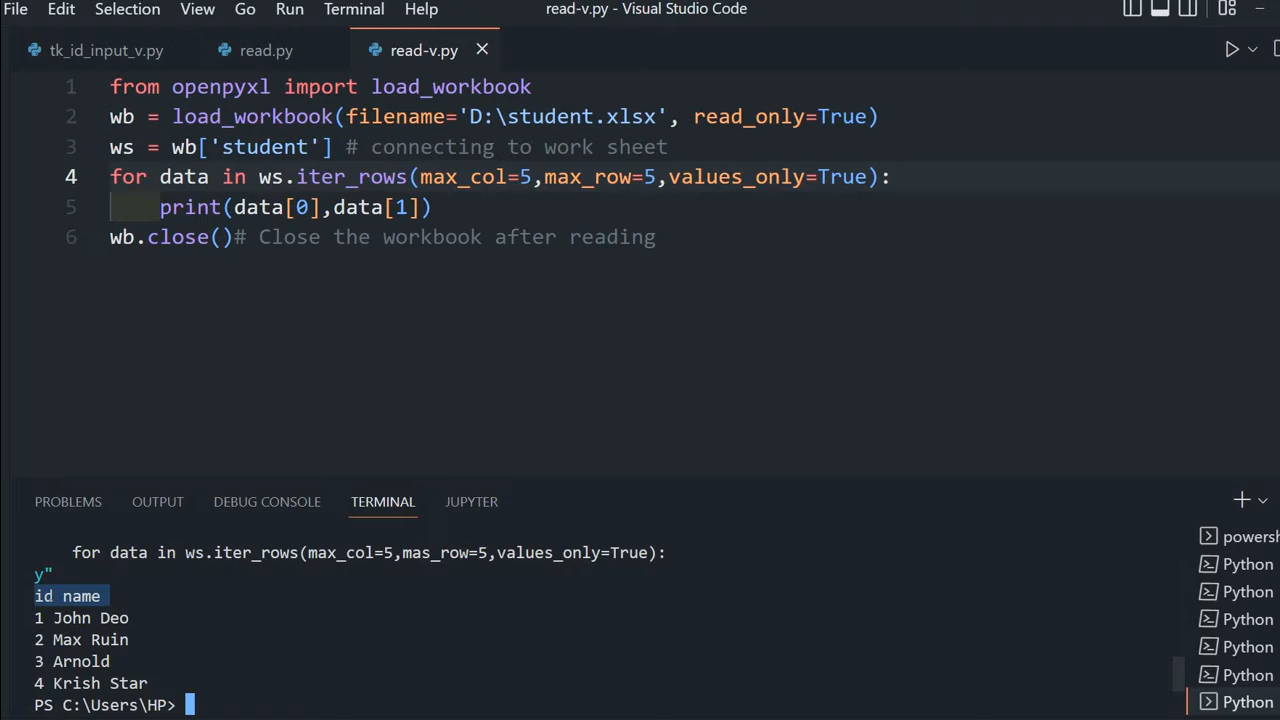 File Edit Selection View Go Run Terminal Help read-v.py - Visual Studio Code
tk_id_input_v.py read.py read-v.py
1 from openpyxl import load_workbook
2 wb = load_workbook(filename='D:\student.xlsx', read_only=True)
3 ws = wb['student'] # connecting to work sheet
4 for data in ws.iter_rows(max_col=5,max_row=5,values_only=True):
5 print(data[0],data[1])
6 wb.close()# Close the workbook after reading
PROBLEMS OUTPUT DEBUG CONSOLE TERMINAL JUPYTER
for data in ws.iter_rows(max_col=5,mas_row=5,values_only=True):
y"
id name
1 John Deo
2 Max Ruin
3 Arnold
4 Krish Star
PS C:\Users\HP>
powersh
Python
Python
Python
Python
Python
Python